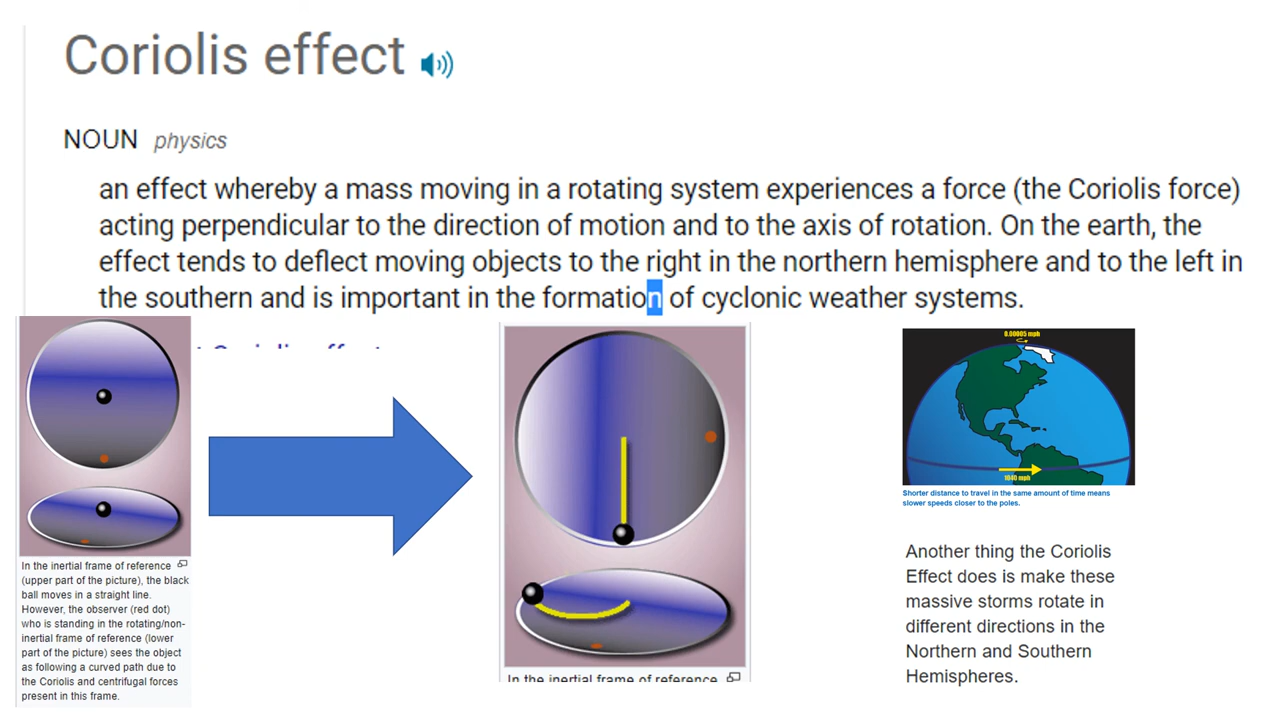 Coriolis effect
NOUN physics
an effect whereby a mass moving in a rotating system experiences a force (the Coriolis force)
acting perpendicular to the direction of motion and to the axis of rotation. On the earth, the
effect tends to deflect moving objects to the right in the northern hemisphere and to the left in
the southern and is important in the formation of cyclonic weather systems.
In the inertial frame of reference
(upper part of the picture), the black
ball moves in a straight line.
However, the observer (red dot)
who is standing in the rotating/non-
inertial frame of reference (lower
part of the picture) sees the object
as following a curved path due to
the Coriolis and centrifugal forces
present in this frame.
In the inertial frame of reference
0.00005 mph
1040 mph
Shorter distance to travel in the same amount of time means
slower speeds closer to the poles.
Another thing the Coriolis
Effect does is make these
massive storms rotate in
different directions in the
Northern and Southern
Hemispheres.